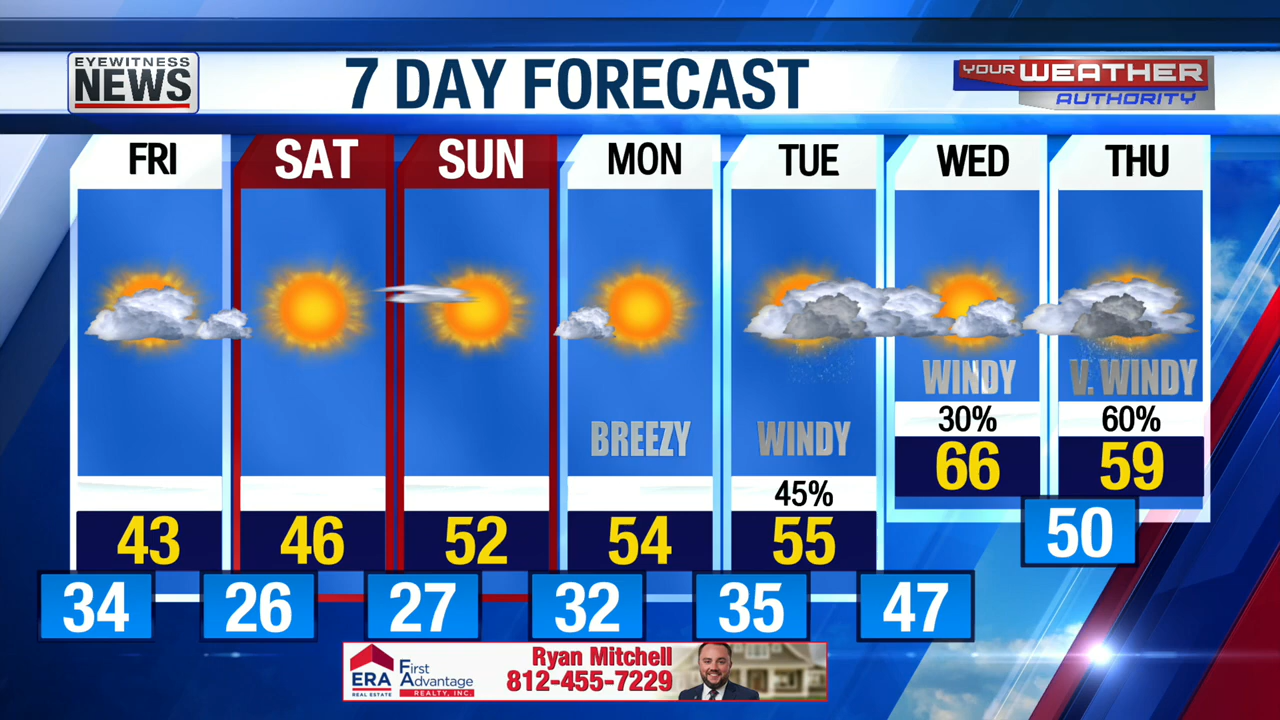 EYEWITNESS
NEWS
7 DAY FORECAST
YOUR WEATHER
AUTHORITY
FRI
SAT
SUN
MON
TUE
WED
THU
BREEZY
WINDY
WINDY
V. WINDY
45%
30%
60%
43
46
52
54
55
66
59
34
26
27
32
35
47
50
ERA
REAL ESTATE
First
Advantage
REALTY, INC.
Ryan Mitchell
812-455-7229